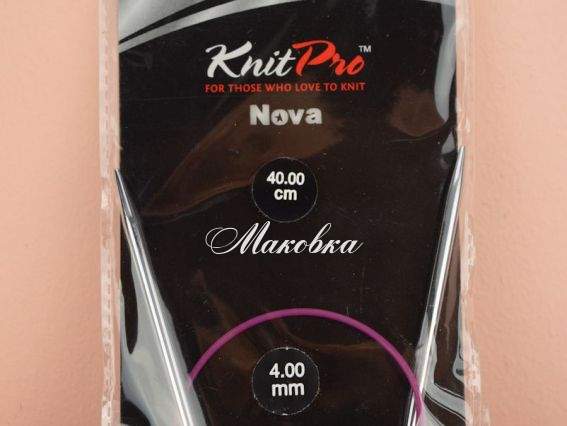 KnitPro™
FOR THOSE WHO LOVE TO KNIT
Nova
40.00
cm
Маковка
4.00
mm